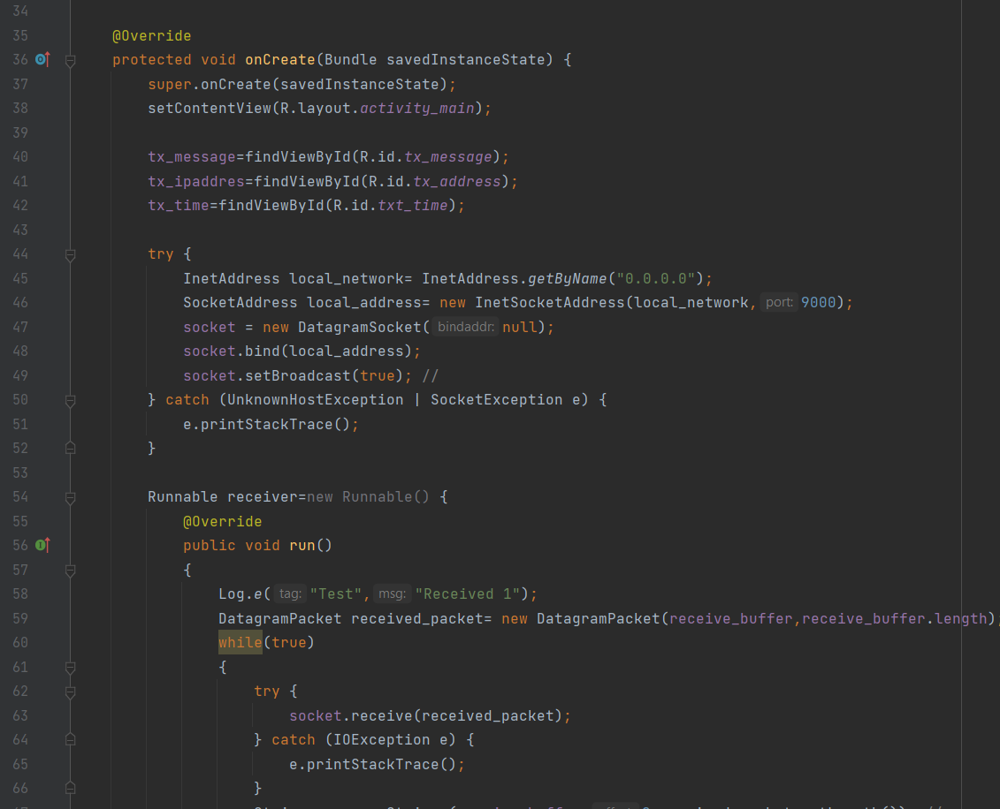 34
35 @Override
36 protected void onCreate(Bundle savedInstanceState) {
37 super.onCreate(savedInstanceState);
38 setContentView(R.layout.activity_main);
39
40 tx_message=findViewById(R.id.tx_message);
41 tx_ipaddres=findViewById(R.id.tx_address);
42 tx_time=findViewById(R.id.txt_time);
43
44 try {
45 InetAddress local_network= InetAddress.getByName("0.0.0.0");
46 SocketAddress local_address= new InetSocketAddress(local_network, port: 9000);
47 socket = new DatagramSocket( bindaddr: null);
48 socket.bind(local_address);
49 socket.setBroadcast(true); //
50 } catch (UnknownHostException | SocketException e) {
51 e.printStackTrace();
52 }
53
54 Runnable receiver=new Runnable() {
55 @Override
56 public void run()
57 {
58 Log.e( tag: "Test", msg: "Received 1");
59 DatagramPacket received_packet= new DatagramPacket(receive_buffer,receive_buffer.length)
60 while(true)
61 {
62 try {
63 socket.receive(received_packet);
64 } catch (IOException e) {
65 e.printStackTrace();
66 }